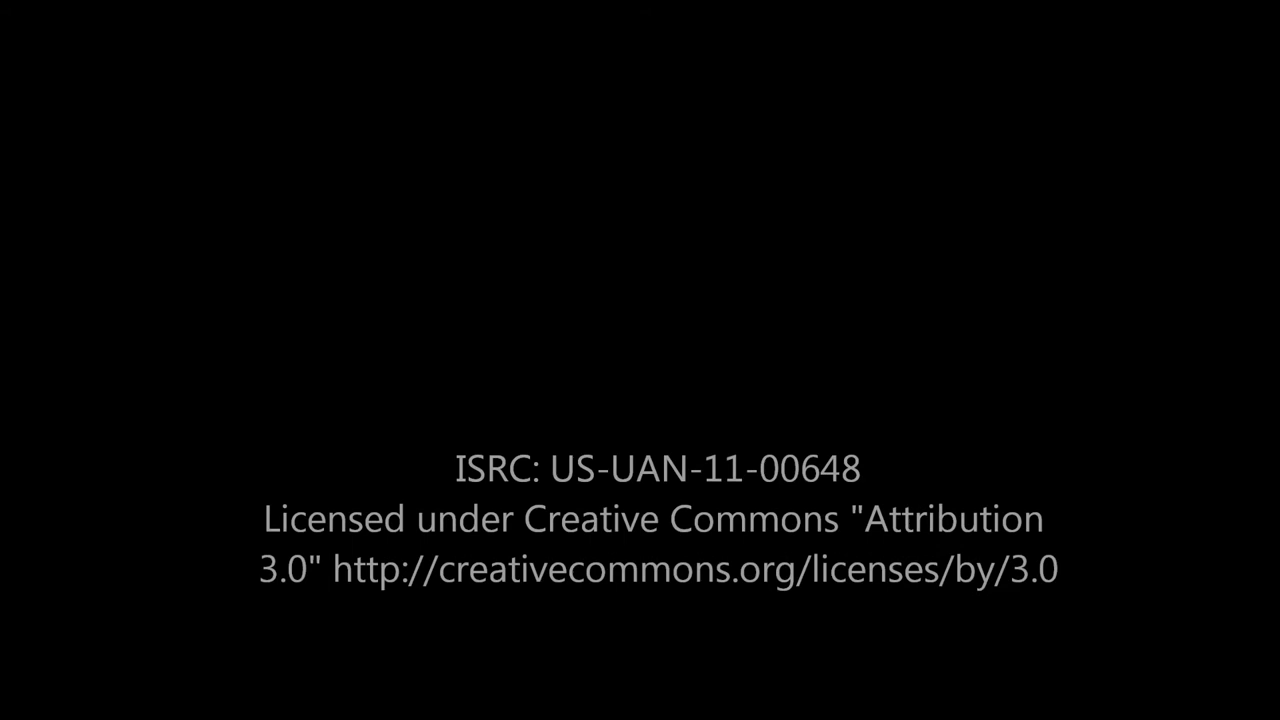 ISRC: US-UAN-11-00648
Licensed under Creative Commons "Attribution
3.0" http://creativecommons.org/licenses/by/3.0